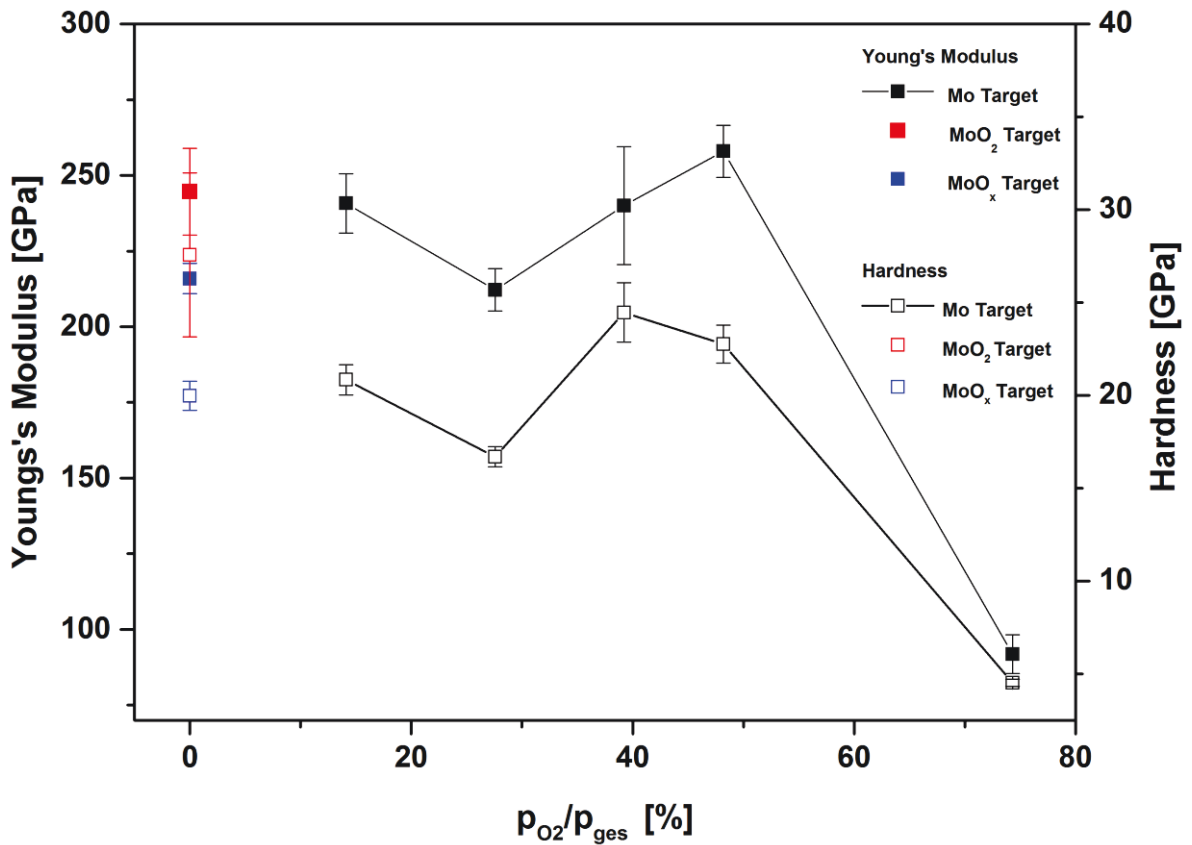 300
250
200
150
100
Youngs's Modulus [GPa]
40
30
20
10
Hardness [GPa]
Young's Modulus
Mo Target
MoO2 Target
MoOx Target
Hardness
Mo Target
MoO2 Target
MoOx Target
0
20
40
60
80
pO2/pges [%]